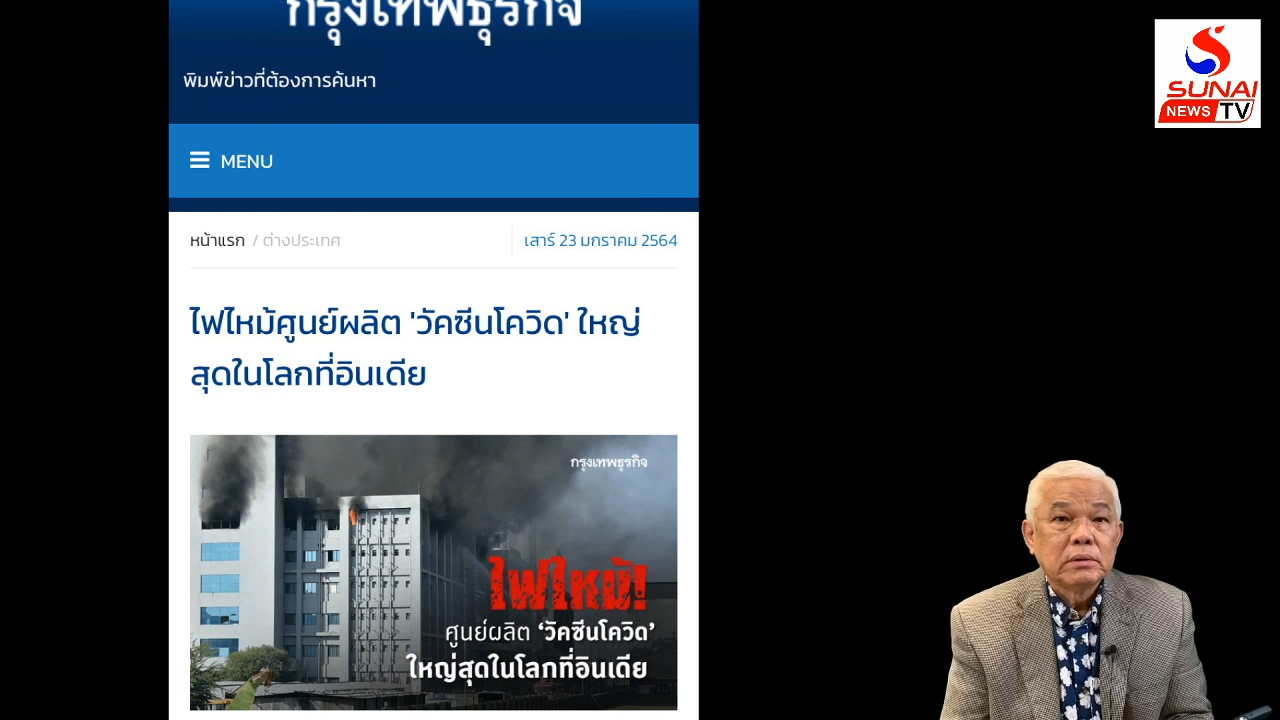 กรุงเทพธุรกิจ
พิมพ์ข่าวที่ต้องการค้นหา
MENU
หน้าแรก / ต่างประเทศ
เสาร์ 23 มกราคม 2564
ไฟไหม้ศูนย์ผลิต 'วัคซีนโควิด' ใหญ่
สุดในโลกที่อินเดีย
กรุงเทพธุรกิจ
ไฟไหม้!
ศูนย์ผลิต ‘วัคซีนโควิด’
ใหญ่สุดในโลกที่อินเดีย
SUNAI
NEWS TV